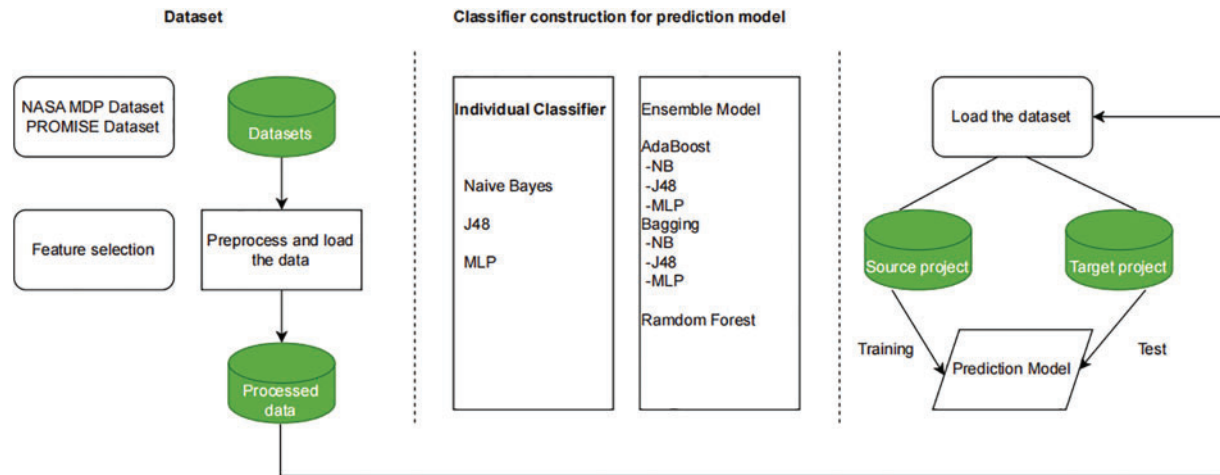 Dataset
Classifier construction for prediction model
NASA MDP Dataset
PROMISE Dataset
Datasets
Feature selection
Preprocess and load
the data
Processed
data
Individual Classifier
Naive Bayes
J48
MLP
Ensemble Model
AdaBoost
-NB
-J48
-MLP
Bagging
-NB
-J48
-MLP
Ramdom Forest
Load the dataset
Source project
Target project
Training
Test
Prediction Model